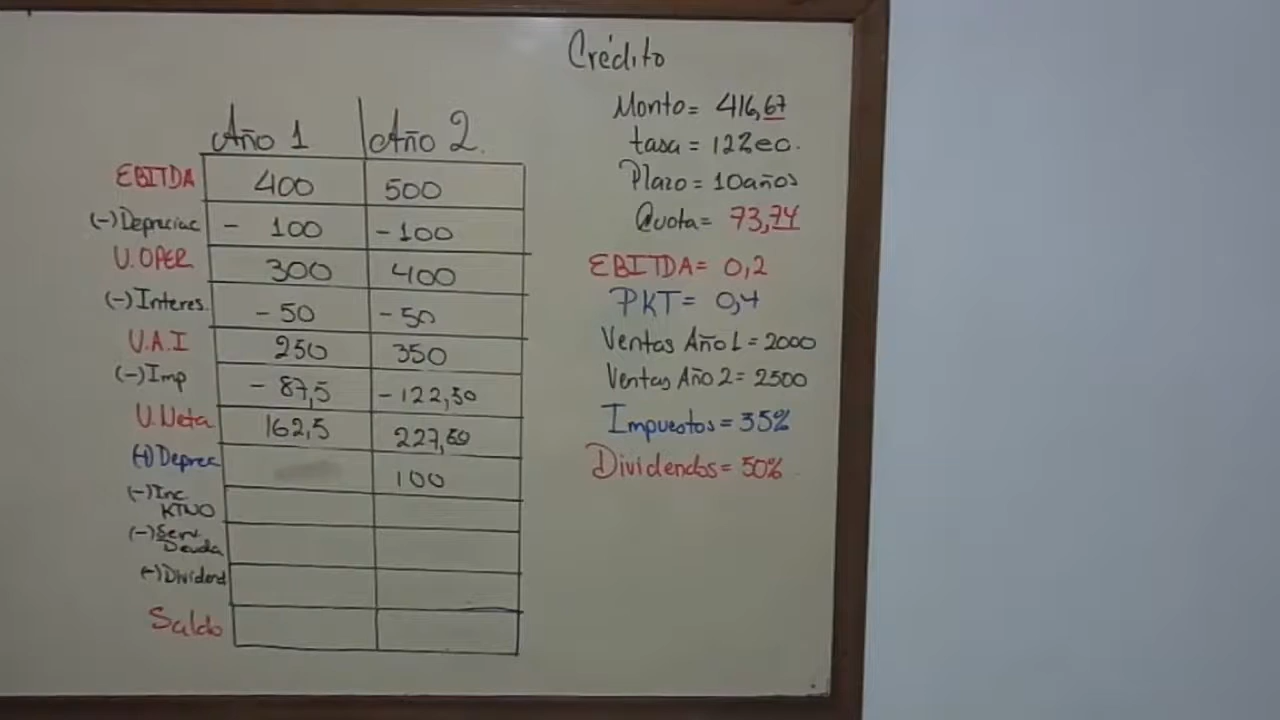 Crédito
Monto= 416,67
tasa = 12% ea.
Plazo = 10años
Quota= 73,74
EBITDA= 0,2
PKT= 0,4
Ventas Año 1 = 2000
Ventas Año 2 = 2500
Impuestos = 35%
Dividendos = 50%
Año 1 Año 2.
EBITDA 400 500
(-) Depreciac - 100 - 100
U.OPER 300 400
(-) Interes. - 50 - 50
U.A.I 250 350
(-) Imp - 87,5 - 122,50
U.Neta 162,5 227,50
(+) Deprec 100
(-) Inc KTNO
(-) Serv Deuda
(-) Dividend
Saldo